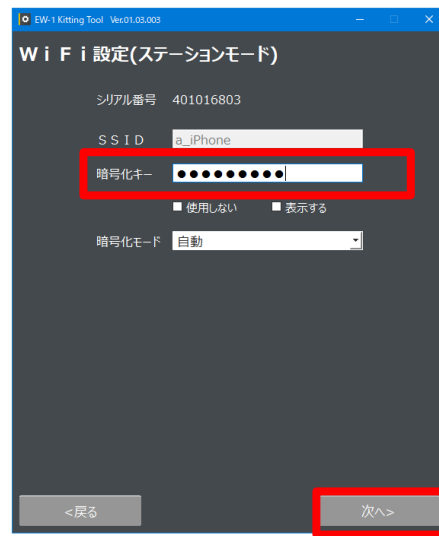 EW-1 Kitting Tool Ver.01.03.003
ＷｉＦｉ設定(ステーションモード)
シリアル番号 401016803
ＳＳＩＤ a_iPhone
暗号化キー ●●●●●●●●●
使用しない 表示する
暗号化モード 自動
<戻る 次へ>